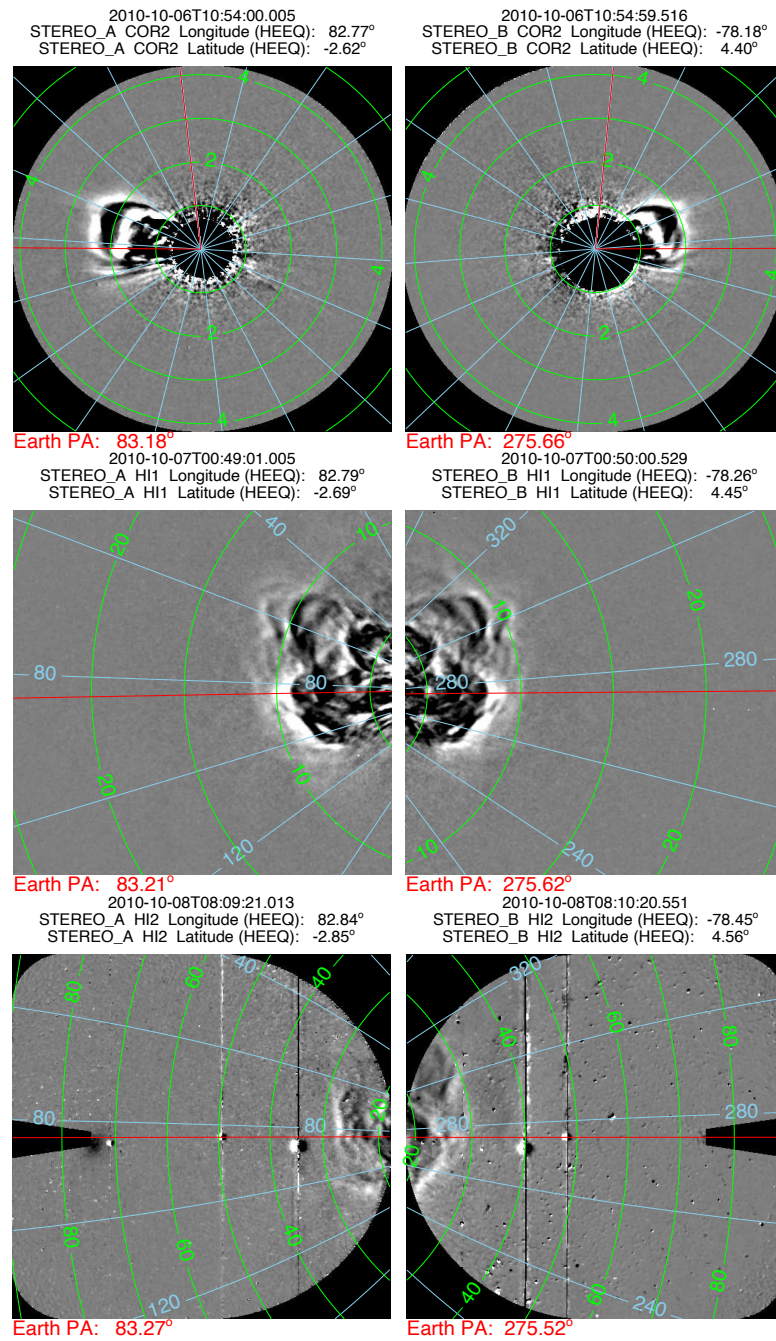 2010-10-06T10:54:00.005
STEREO_A COR2 Longitude (HEEQ): 82.77°
STEREO_A COR2 Latitude (HEEQ): -2.62°
2010-10-06T10:54:59.516
STEREO_B COR2 Longitude (HEEQ): -78.18°
STEREO_B COR2 Latitude (HEEQ): 4.40°
4 4
2
4 4
2
4
4 4
2
4 4
2
4
Earth PA: 83.18°
Earth PA: 275.66°
2010-10-07T00:49:01.005
STEREO_A HI1 Longitude (HEEQ): 82.79°
STEREO_A HI1 Latitude (HEEQ): -2.69°
2010-10-07T00:50:00.529
STEREO_B HI1 Longitude (HEEQ): -78.26°
STEREO_B HI1 Latitude (HEEQ): 4.45°
20 40 10
80 80
20 10
120
320
10 20
280 280
20
10 240
Earth PA: 83.21°
Earth PA: 275.62°
2010-10-08T08:09:21.013
STEREO_A HI2 Longitude (HEEQ): 82.84°
STEREO_A HI2 Latitude (HEEQ): -2.85°
2010-10-08T08:10:20.551
STEREO_B HI2 Longitude (HEEQ): -78.45°
STEREO_B HI2 Latitude (HEEQ): 4.56°
80 60 40 40
80 80 20
80 60 40
120
320
40 60 80
280 280
20
40 60 80
240
Earth PA: 83.27°
Earth PA: 275.52°